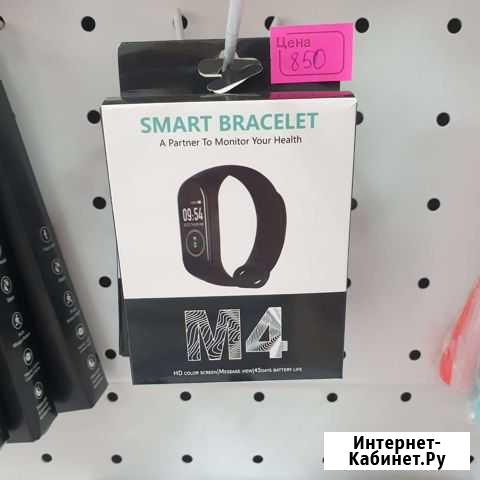 Цена
850
SMART BRACELET
A Partner To Monitor Your Health
09:54
M4
HD COLOR SCREEN|MESSAGE VIEW|45DAYS BATTERY LIFE
Интернет-
Кабинет.Ру